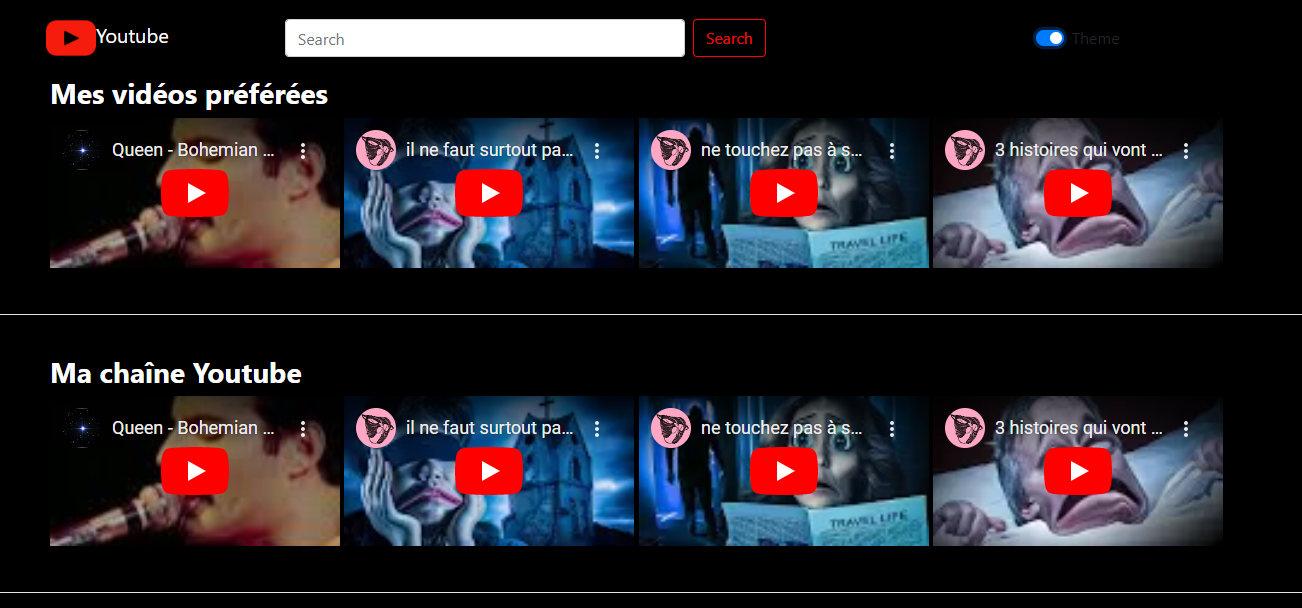 Youtube
Search
Search
Theme
Mes vidéos préférées
Queen - Bohemian ...
il ne faut surtout pa...
ne touchez pas à s...
3 histoires qui vont ...
TRAVEL LIFE
Ma chaîne Youtube
Queen - Bohemian ...
il ne faut surtout pa...
ne touchez pas à s...
3 histoires qui vont ...
TRAVEL LIFE